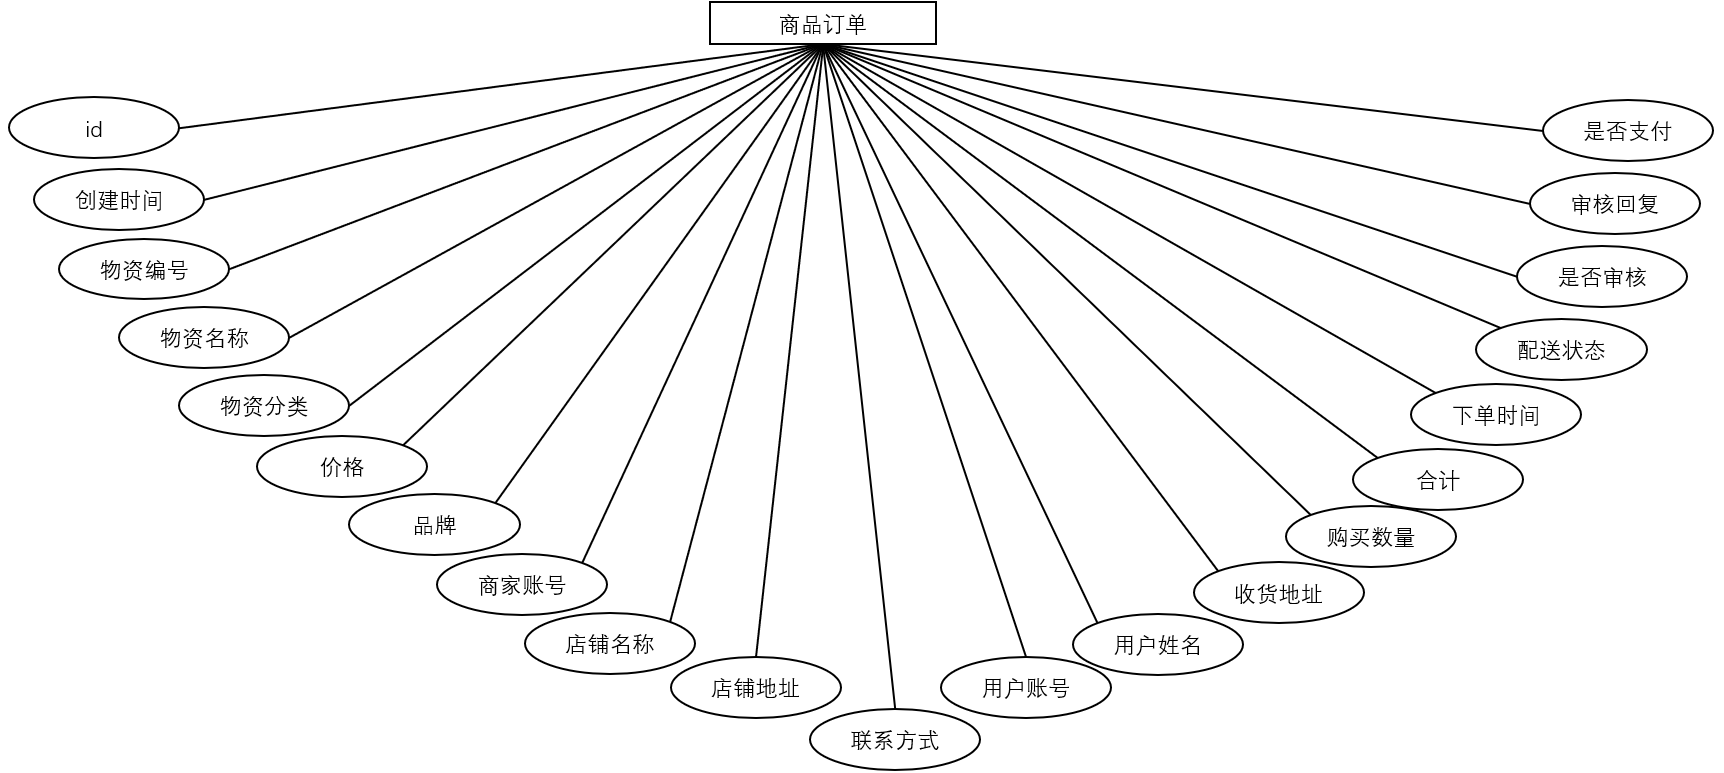 商品订单
id
创建时间
物资编号
物资名称
物资分类
价格
品牌
商家账号
店铺名称
店铺地址
联系方式
用户账号
用户姓名
收货地址
购买数量
合计
下单时间
配送状态
是否审核
审核回复
是否支付